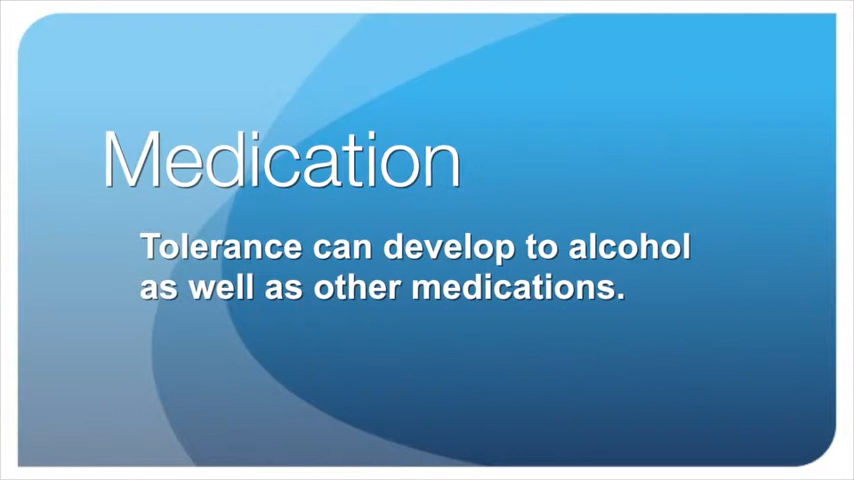 Medication
Tolerance can develop to alcohol
as well as other medications.